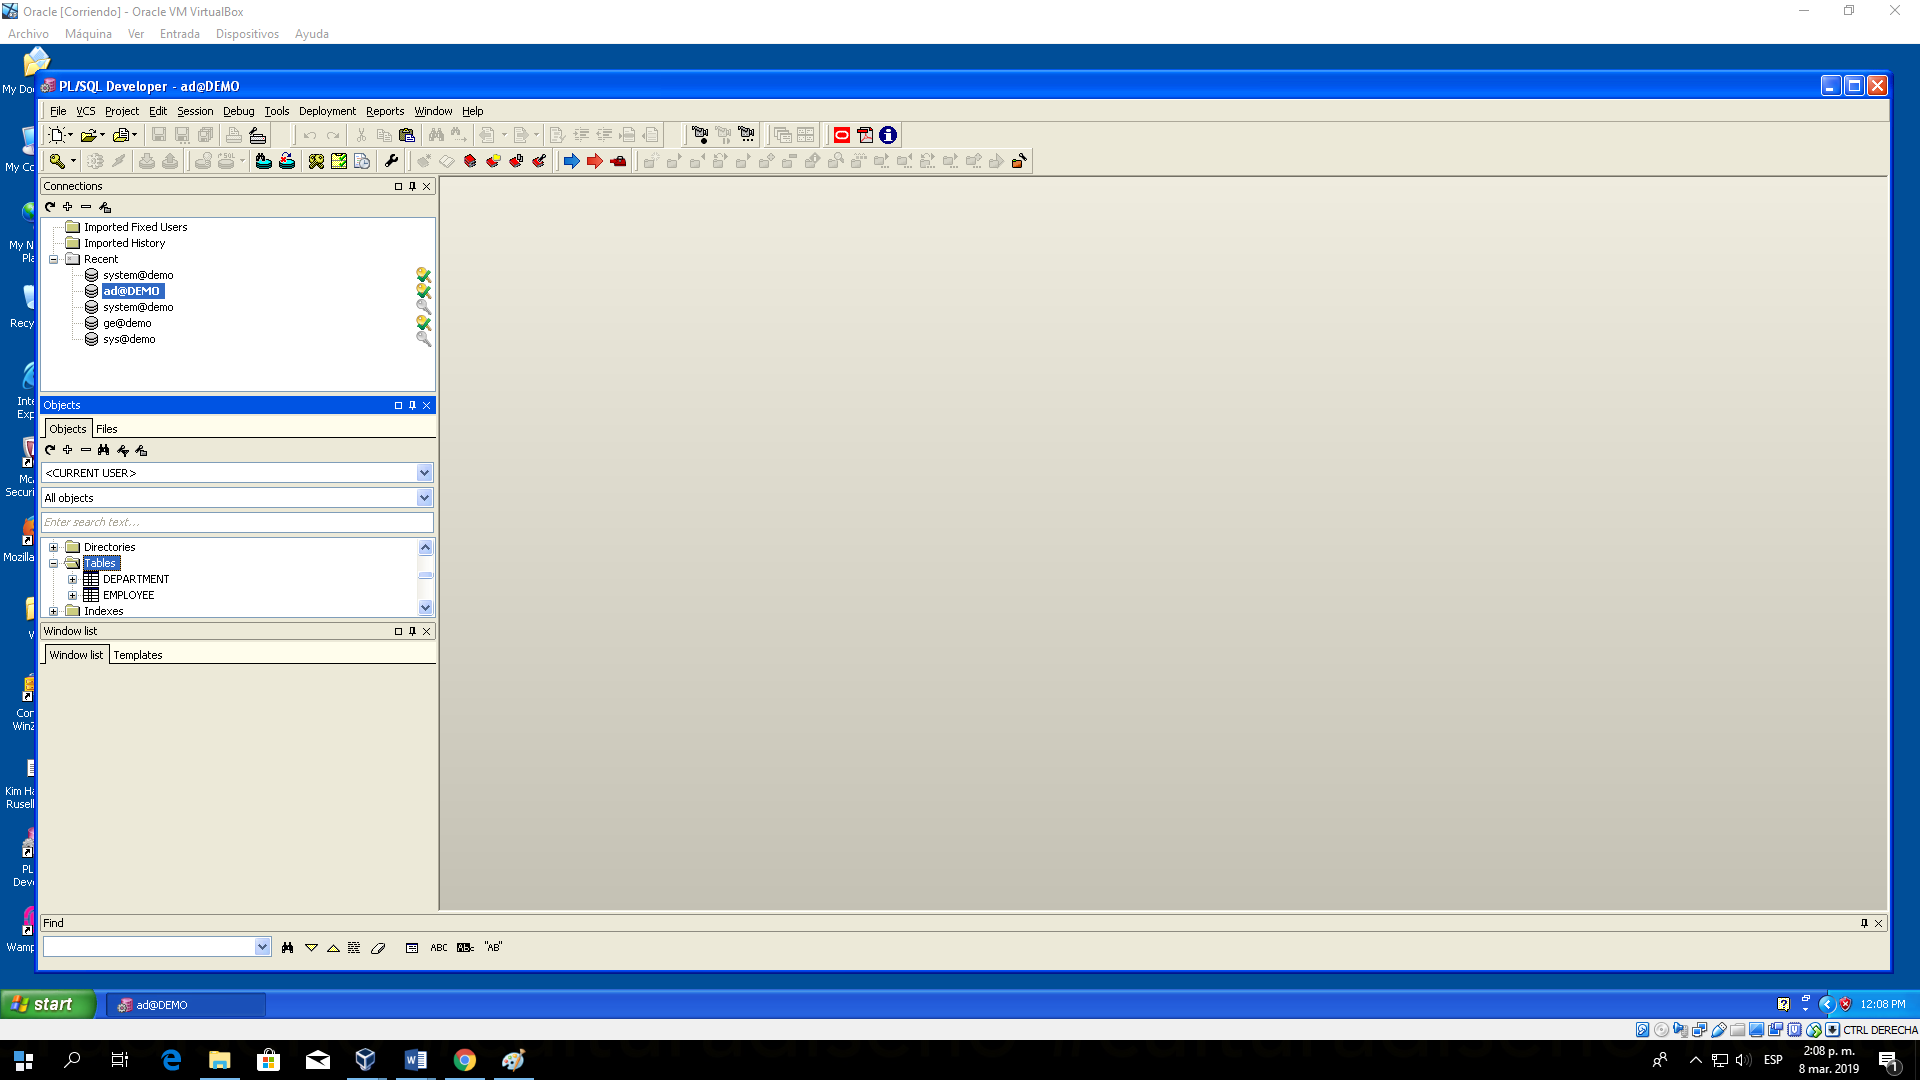 Oracle [Corriendo] - Oracle VM VirtualBox
Archivo Máquina Ver Entrada Dispositivos Ayuda
PL/SQL Developer - ad@DEMO
File VCS Project Edit Session Debug Tools Deployment Reports Window Help
Connections
Imported Fixed Users
Imported History
Recent
system@demo
ad@DEMO
system@demo
ge@demo
sys@demo
Objects
Objects Files
<CURRENT USER>
All objects
Enter search text...
Directories
Tables
DEPARTMENT
EMPLOYEE
Indexes
Window list
Window list Templates
Find
ABC "AB"
My Do
My Co
My N
Pla
Recy
Inte
Exp
Mc
Securi
Mozilla
Con
Win
Kim Ha
Rusell
PL
Dev
Wamp
start ad@DEMO 12:08 PM
CTRL DERECHA
ESP
2:08 p. m.
8 mar. 2019
1